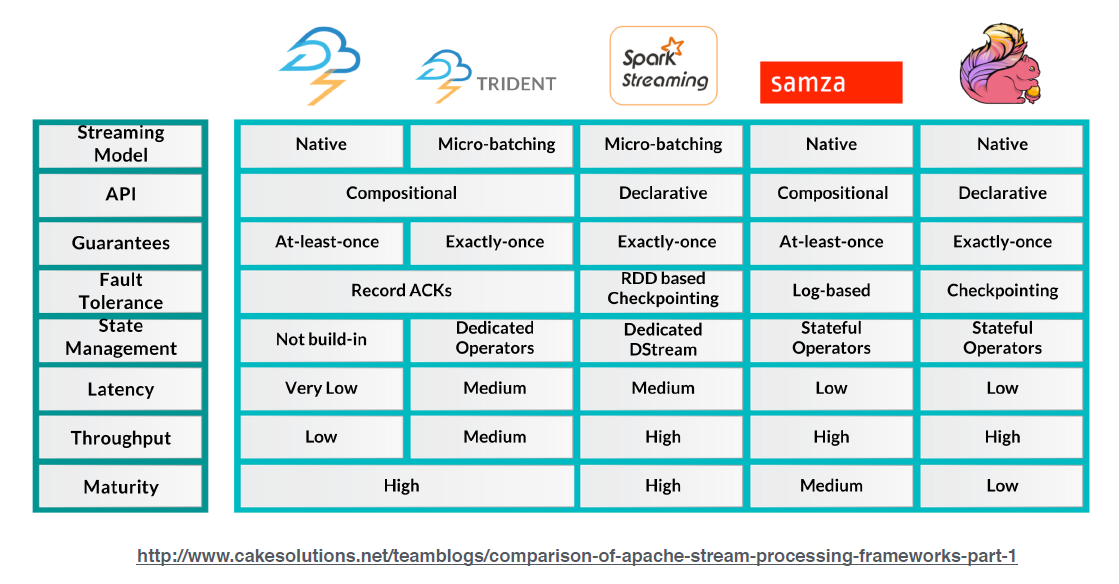 TRIDENT
Spark
Streaming
samza
Streaming
Model
Native
Micro-batching
Micro-batching
Native
Native
API
Compositional
Declarative
Compositional
Declarative
Guarantees
At-least-once
Exactly-once
Exactly-once
At-least-once
Exactly-once
Fault
Tolerance
Record ACKs
RDD based
Checkpointing
Log-based
Checkpointing
State
Management
Not build-in
Dedicated
Operators
Dedicated
DStream
Stateful
Operators
Stateful
Operators
Latency
Very Low
Medium
Medium
Low
Low
Throughput
Low
Medium
High
High
High
Maturity
High
High
Medium
Low
http://www.cakesolutions.net/teamblogs/comparison-of-apache-stream-processing-frameworks-part-1